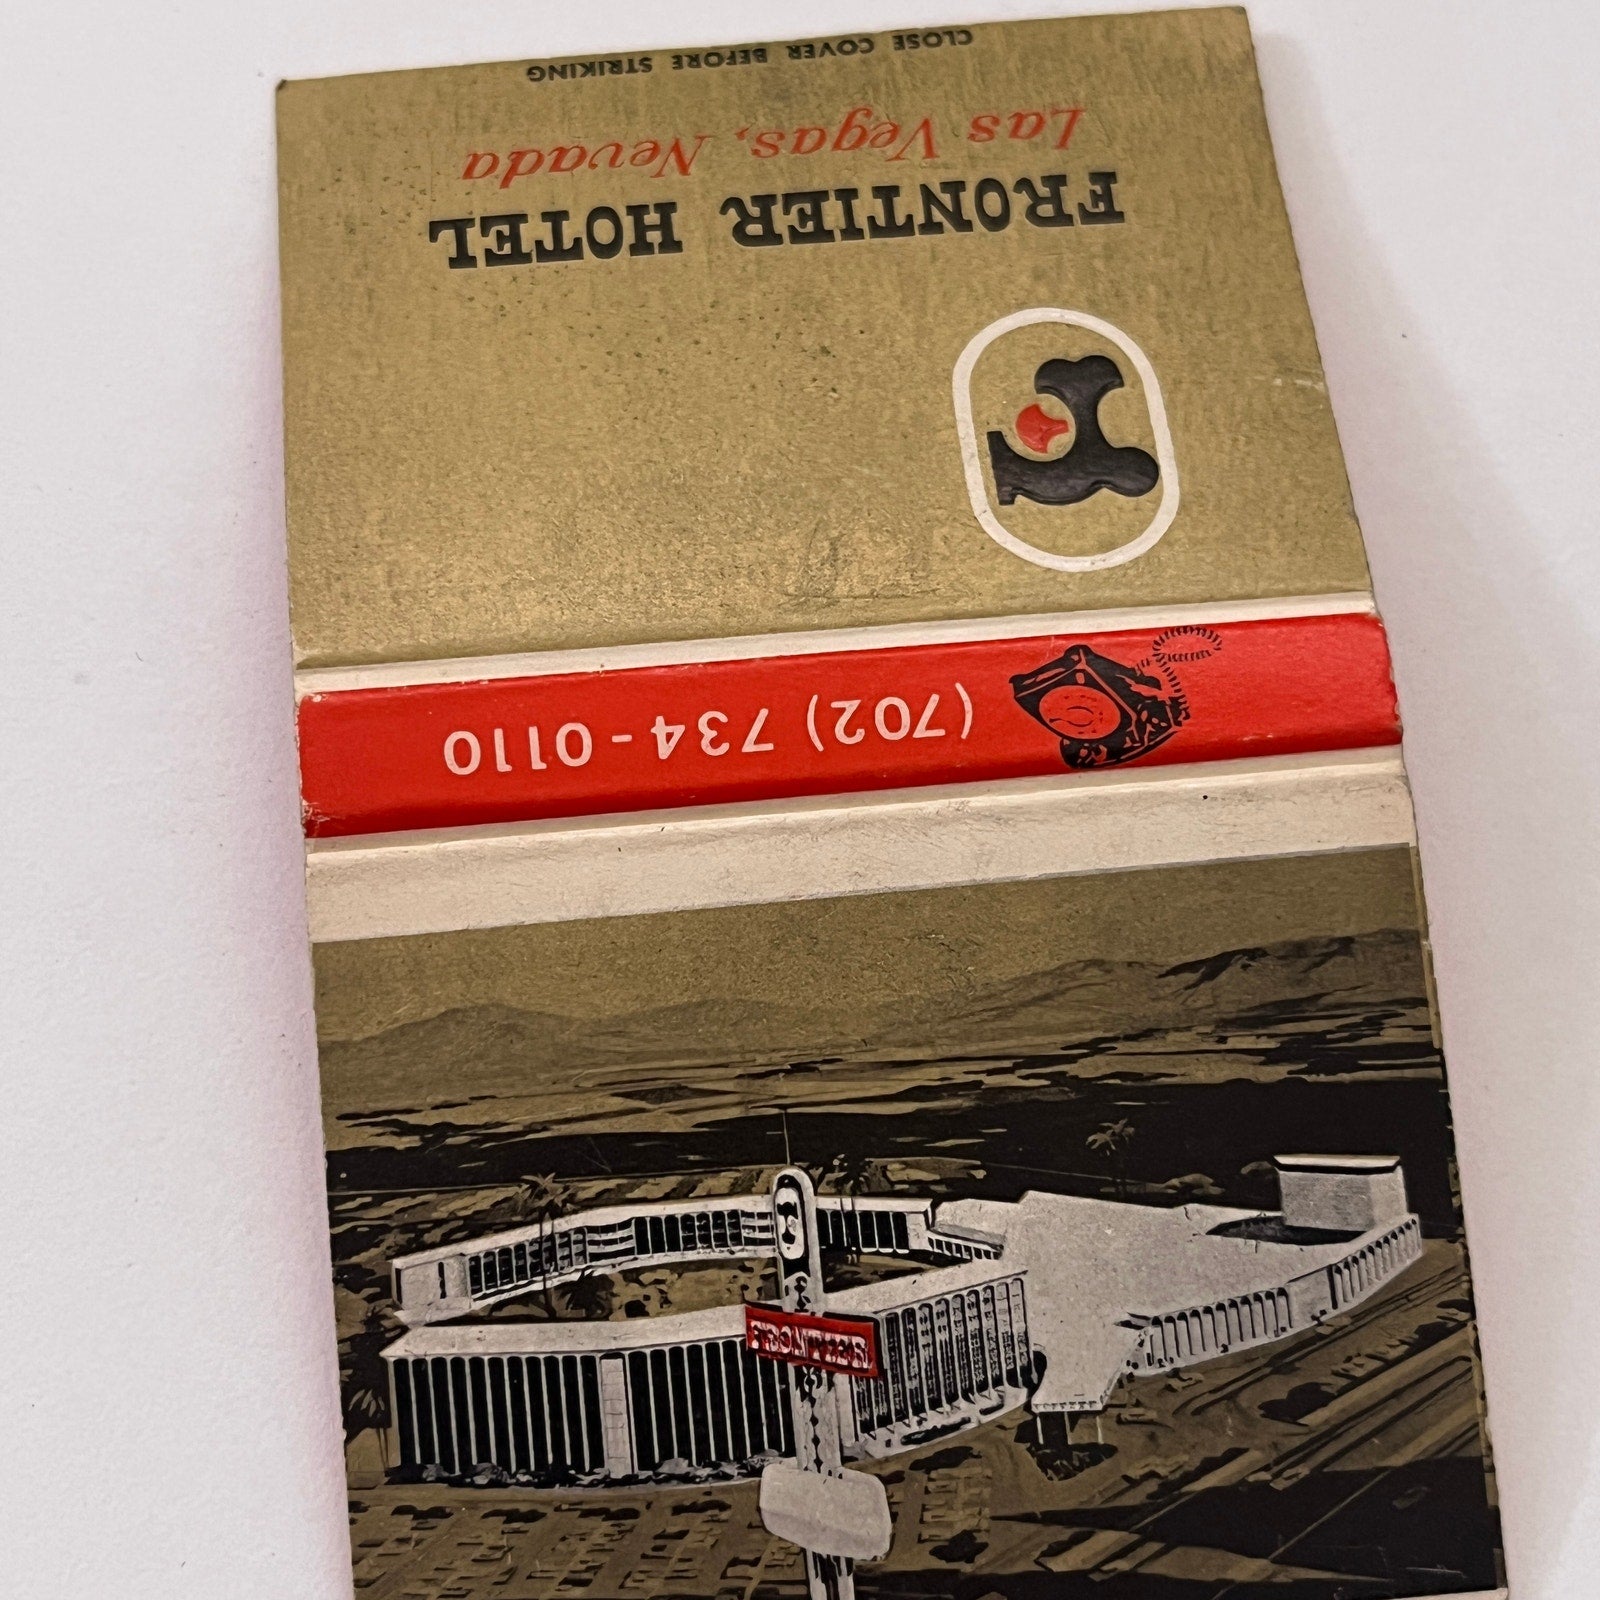 FRONTIER HOTEL
Las Vegas, Nevada
CLOSE COVER BEFORE STRIKING
(702) 734-0110
FRONTIER